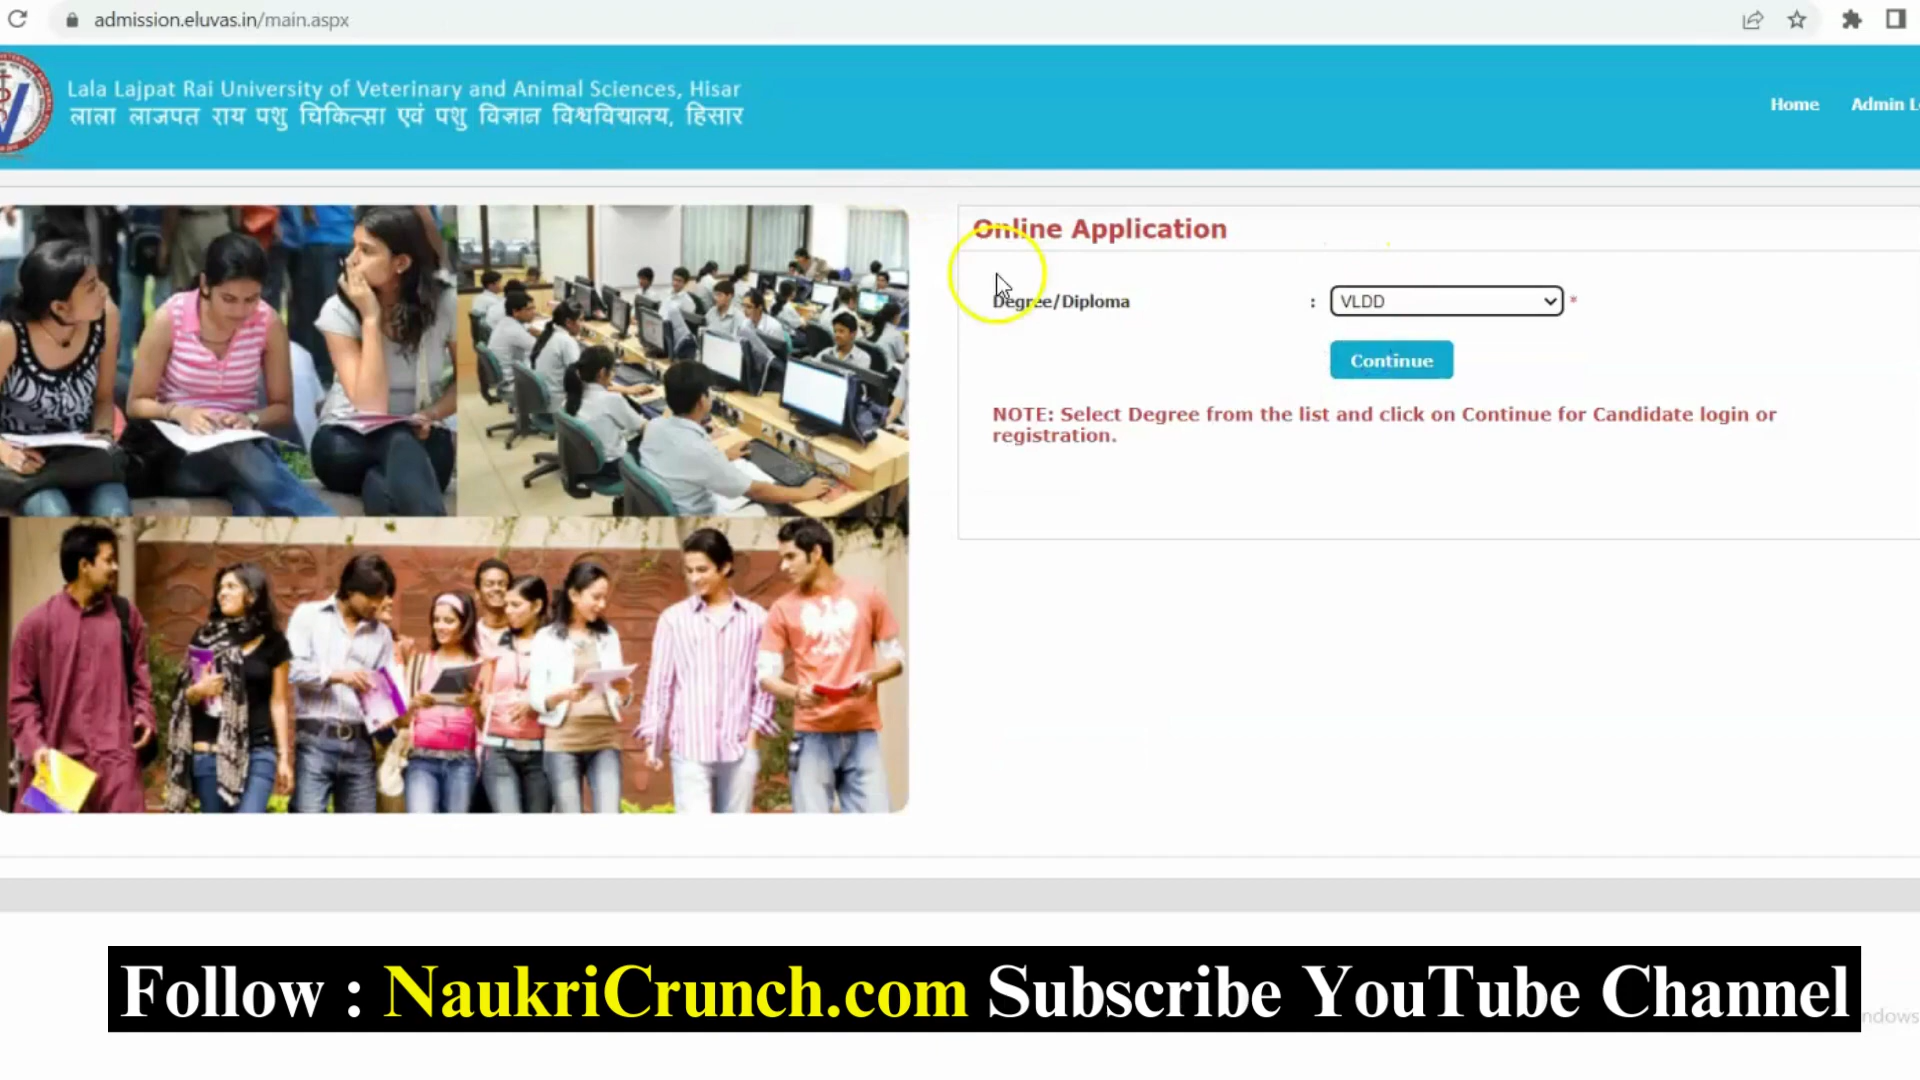 admission.eluvas.in/main.aspx
Lala Lajpat Rai University of Veterinary and Animal Sciences, Hisar
लाला लाजपत राय पशु चिकित्सा एवं पशु विज्ञान विश्वविद्यालय, हिसार
Home Admin
Online Application
Degree/Diploma : VLDD *
Continue
NOTE: Select Degree from the list and click on Continue for Candidate login or
registration.
Follow : NaukriCrunch.com Subscribe YouTube Channel